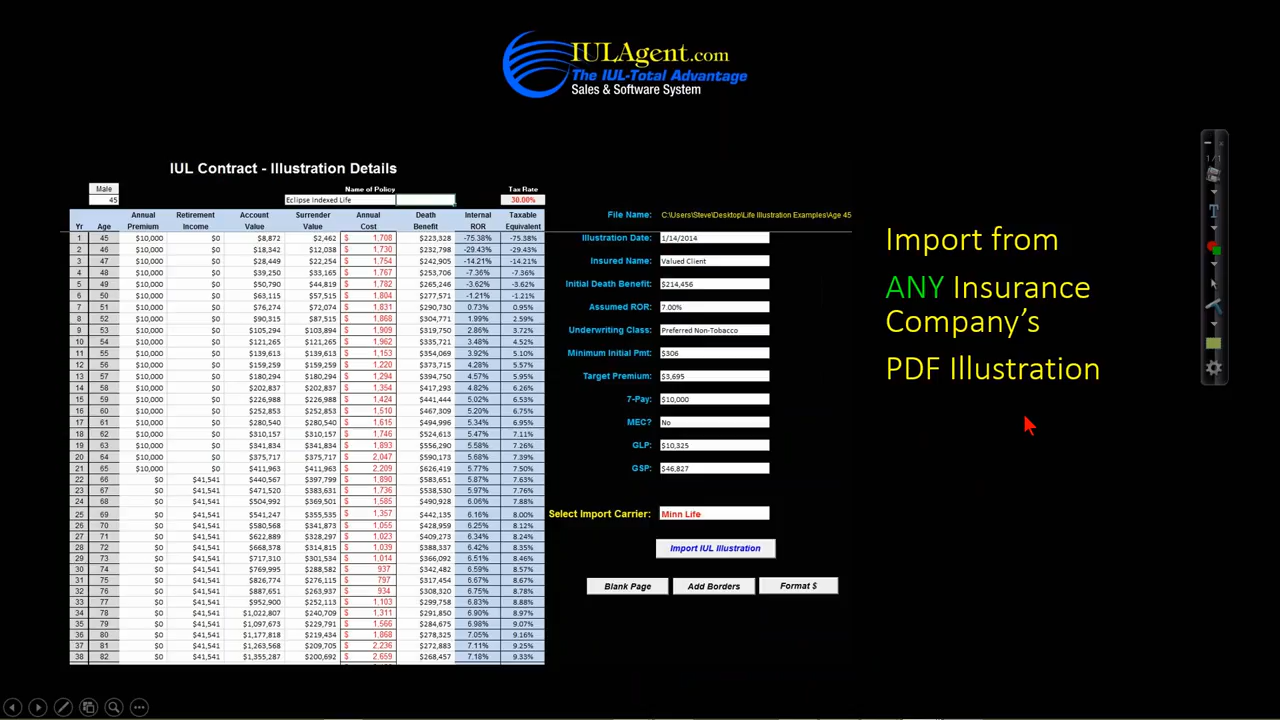 IULAgent.com
The IUL-Total Advantage
Sales & Software System
IUL Contract - Illustration Details
Male
Name of Policy
Tax Rate
45
Eclipse Indexed Life
30.00%
Annual Retirement Account Surrender Annual Death Internal Taxable
Yr Age Premium Income Value Value Cost Benefit ROR Equivalent
1 45 $10,000 $0 $8,872 $2,462 $ 1,708 $223,328 -75.38% -75.38%
2 46 $10,000 $0 $18,342 $12,038 $ 1,730 $232,798 -29.43% -29.43%
3 47 $10,000 $0 $28,449 $22,254 $ 1,754 $242,905 -14.21% -14.21%
4 48 $10,000 $0 $39,250 $33,165 $ 1,767 $253,706 -7.36% -7.36%
5 49 $10,000 $0 $50,790 $44,819 $ 1,782 $265,246 -3.62% -3.62%
6 50 $10,000 $0 $63,115 $57,515 $ 1,804 $277,571 -1.21% -1.21%
7 51 $10,000 $0 $76,274 $72,074 $ 1,831 $290,730 0.73% 0.95%
8 52 $10,000 $0 $90,315 $87,515 $ 1,868 $304,771 1.99% 2.59%
9 53 $10,000 $0 $105,294 $103,894 $ 1,909 $319,750 2.86% 3.72%
10 54 $10,000 $0 $121,265 $121,265 $ 1,962 $335,721 3.48% 4.52%
11 55 $10,000 $0 $139,613 $139,613 $ 1,153 $354,069 3.92% 5.10%
12 56 $10,000 $0 $159,259 $159,259 $ 1,220 $373,715 4.28% 5.57%
13 57 $10,000 $0 $180,294 $180,294 $ 1,294 $394,750 4.57% 5.95%
14 58 $10,000 $0 $202,837 $202,837 $ 1,354 $417,293 4.82% 6.26%
15 59 $10,000 $0 $226,988 $226,988 $ 1,424 $441,444 5.02% 6.53%
16 60 $10,000 $0 $252,853 $252,853 $ 1,510 $467,309 5.20% 6.75%
17 61 $10,000 $0 $280,540 $280,540 $ 1,615 $494,996 5.34% 6.95%
18 62 $10,000 $0 $310,157 $310,157 $ 1,746 $524,613 5.47% 7.11%
19 63 $10,000 $0 $341,834 $341,834 $ 1,893 $556,290 5.58% 7.26%
20 64 $10,000 $0 $375,717 $375,717 $ 2,047 $590,173 5.68% 7.39%
21 65 $10,000 $0 $411,963 $411,963 $ 2,209 $626,419 5.77% 7.50%
22 66 $0 $41,541 $440,567 $397,799 $ 1,890 $583,651 5.87% 7.63%
23 67 $0 $41,541 $471,520 $383,631 $ 1,736 $538,530 5.97% 7.76%
24 68 $0 $41,541 $504,992 $369,501 $ 1,585 $490,928 6.06% 7.88%
25 69 $0 $41,541 $541,247 $355,535 $ 1,357 $442,135 6.16% 8.00%
26 70 $0 $41,541 $580,568 $341,873 $ 1,055 $428,959 6.25% 8.12%
27 71 $0 $41,541 $622,889 $328,297 $ 1,023 $409,273 6.34% 8.24%
28 72 $0 $41,541 $668,378 $314,815 $ 1,039 $388,337 6.42% 8.35%
29 73 $0 $41,541 $717,210 $301,534 $ 1,014 $366,092 6.51% 8.46%
30 74 $0 $41,541 $769,995 $288,582 $ 937 $342,482 6.59% 8.57%
31 75 $0 $41,541 $826,774 $276,115 $ 797 $317,454 6.67% 8.67%
32 76 $0 $41,541 $887,651 $263,937 $ 934 $308,320 6.75% 8.78%
33 77 $0 $41,541 $952,900 $252,113 $ 1,103 $299,758 6.83% 8.88%
34 78 $0 $41,541 $1,022,807 $240,709 $ 1,311 $291,850 6.90% 8.97%
35 79 $0 $41,541 $1,097,673 $229,791 $ 1,566 $284,675 6.98% 9.07%
36 80 $0 $41,541 $1,177,818 $219,434 $ 1,868 $278,325 7.05% 9.16%
37 81 $0 $41,541 $1,263,568 $209,705 $ 2,236 $272,883 7.11% 9.25%
38 82 $0 $41,541 $1,355,287 $200,692 $ 2,659 $268,457 7.18% 9.33%
File Name: C:\Users\Steve\Desktop\Life Illustration Examples\Age 45
Illustration Date: 1/14/2014
Insured Name: Valued Client
Initial Death Benefit: $214,456
Assumed ROR: 7.00%
Underwriting Class: Preferred Non-Tobacco
Minimum Initial Pmt: $306
Target Premium: $3,695
7-Pay: $10,000
MEC? No
GLP: $10,325
GSP: $46,827
Select Import Carrier: Minn Life
Import IUL Illustration
Blank Page Add Borders Format $
Import from
ANY Insurance
Company’s
PDF Illustration
1/1